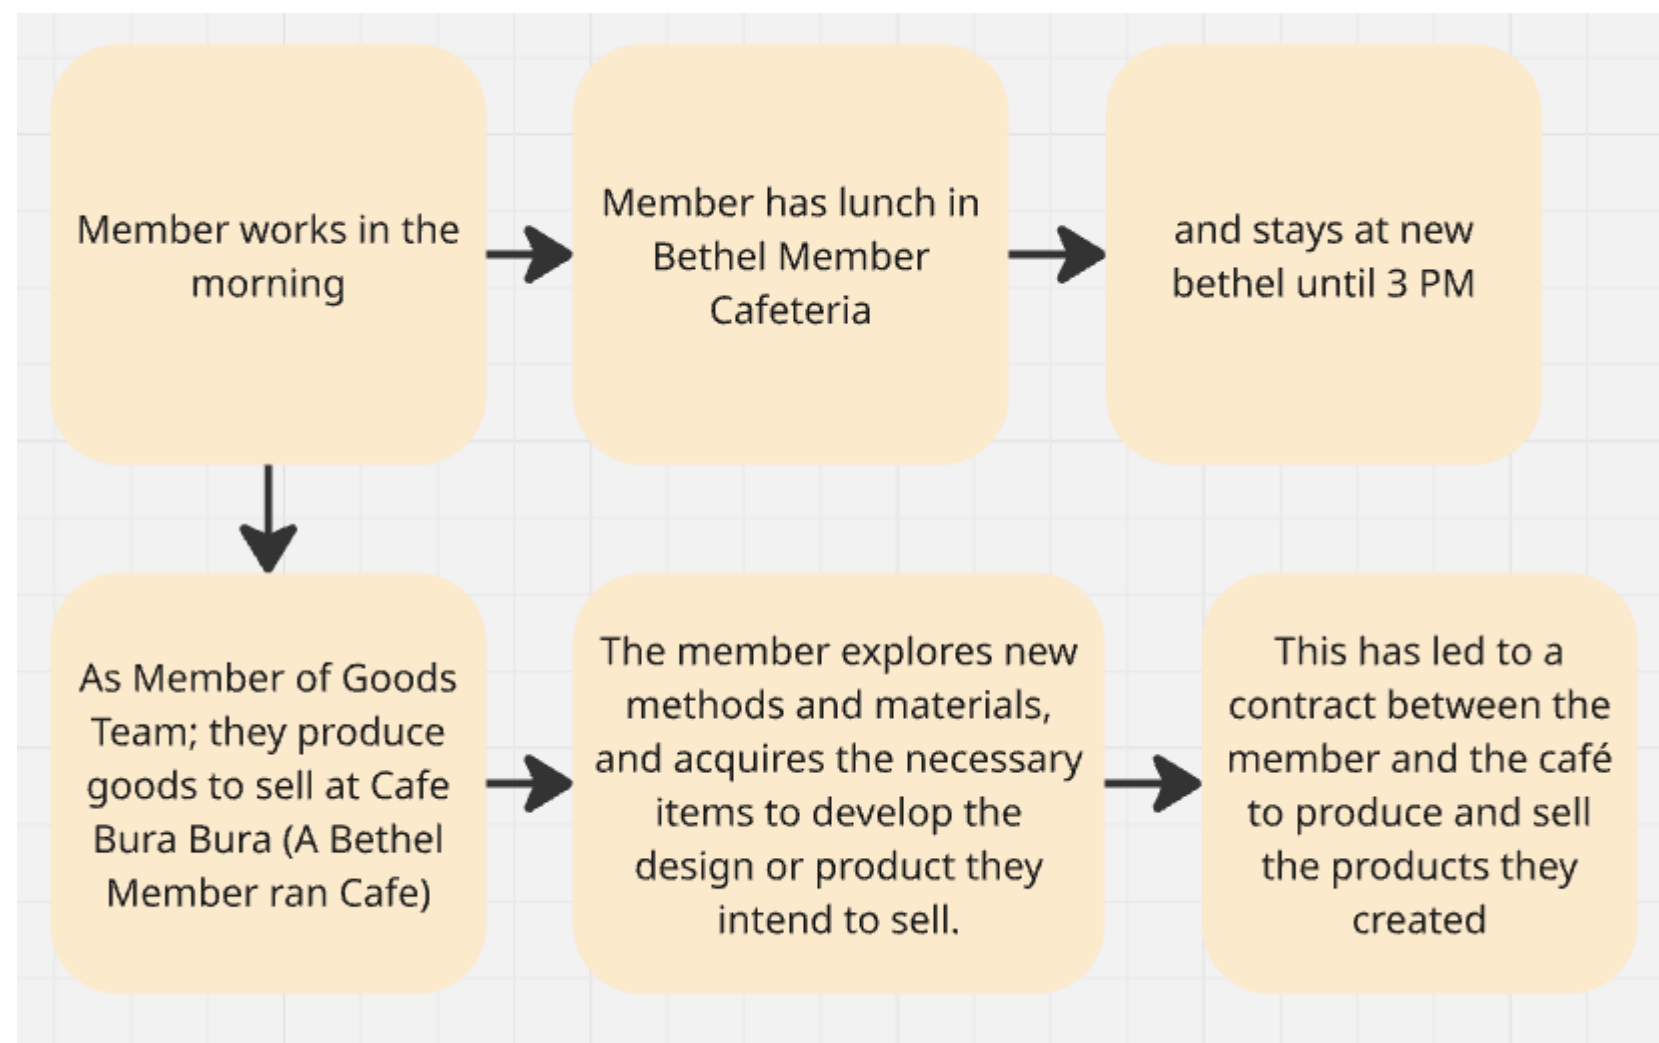 Member works in the
morning
Member has lunch in
Bethel Member
Cafeteria
and stays at new
bethel until 3 PM
As Member of Goods
Team; they produce
goods to sell at Cafe
Bura Bura (A Bethel
Member ran Cafe)
The member explores new
methods and materials,
and acquires the necessary
items to develop the
design or product they
intend to sell.
This has led to a
contract between the
member and the café
to produce and sell
the products they
created